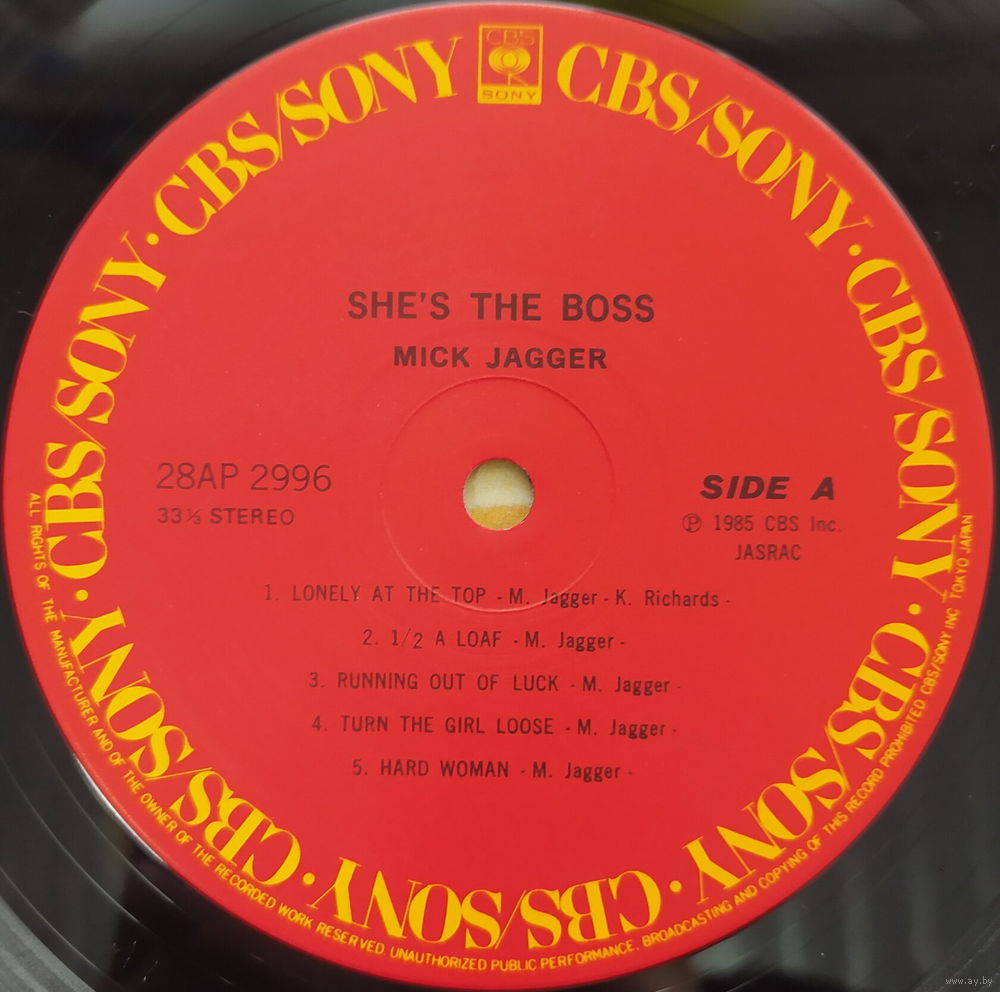 CBS
SONY
CBS/SONY · CBS/SONY · CBS/SONY · CBS/SONY · CBS/SONY · CBS/SONY · CBS/SONY · CBS/SONY
SHE'S THE BOSS
MICK JAGGER
28AP 2996
33⅓ STEREO
SIDE A
Ⓟ 1985 CBS Inc.
JASRAC
1. LONELY AT THE TOP - M. Jagger - K. Richards -
2. 1/2 A LOAF - M. Jagger -
3. RUNNING OUT OF LUCK - M. Jagger -
4. TURN THE GIRL LOOSE - M. Jagger -
5. HARD WOMAN - M. Jagger -
ALL RIGHTS OF THE MANUFACTURER AND OF THE OWNER OF THE RECORDED WORK RESERVED. UNAUTHORIZED PUBLIC PERFORMANCE, BROADCASTING AND COPYING OF THIS RECORD PROHIBITED CBS/SONY INC TOKYO JAPAN
www.ay.by